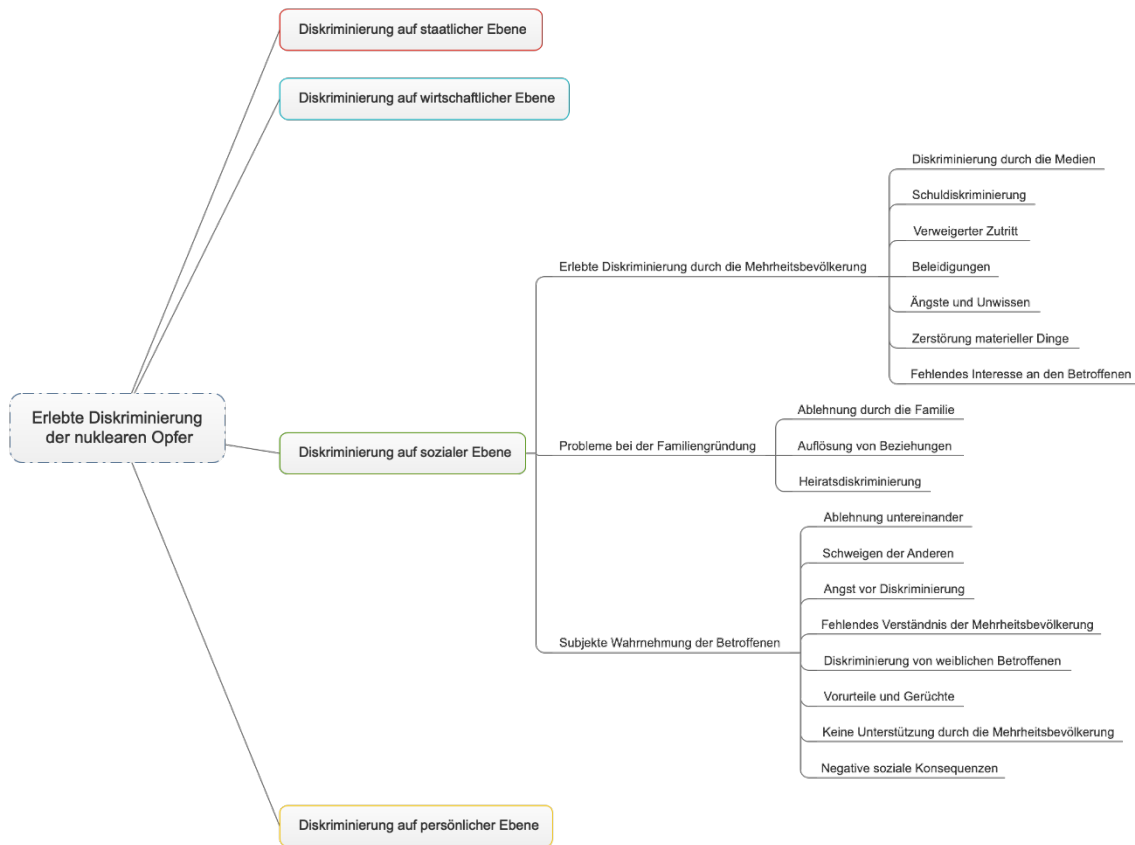 Diskriminierung auf staatlicher Ebene
Diskriminierung auf wirtschaftlicher Ebene
Diskriminierung durch die Medien
Schuldiskriminierung
Verweigerter Zutritt
Erlebte Diskriminierung durch die Mehrheitsbevölkerung
Beleidigungen
Ängste und Unwissen
Zerstörung materieller Dinge
Fehlendes Interesse an den Betroffenen
Erlebte Diskriminierung
der nuklearen Opfer
Diskriminierung auf sozialer Ebene
Probleme bei der Familiengründung
Ablehnung durch die Familie
Auflösung von Beziehungen
Heiratsdiskriminierung
Subjekte Wahrnehmung der Betroffenen
Ablehnung untereinander
Schweigen der Anderen
Angst vor Diskriminierung
Fehlendes Verständnis der Mehrheitsbevölkerung
Diskriminierung von weiblichen Betroffenen
Vorurteile und Gerüchte
Keine Unterstützung durch die Mehrheitsbevölkerung
Negative soziale Konsequenzen
Diskriminierung auf persönlicher Ebene